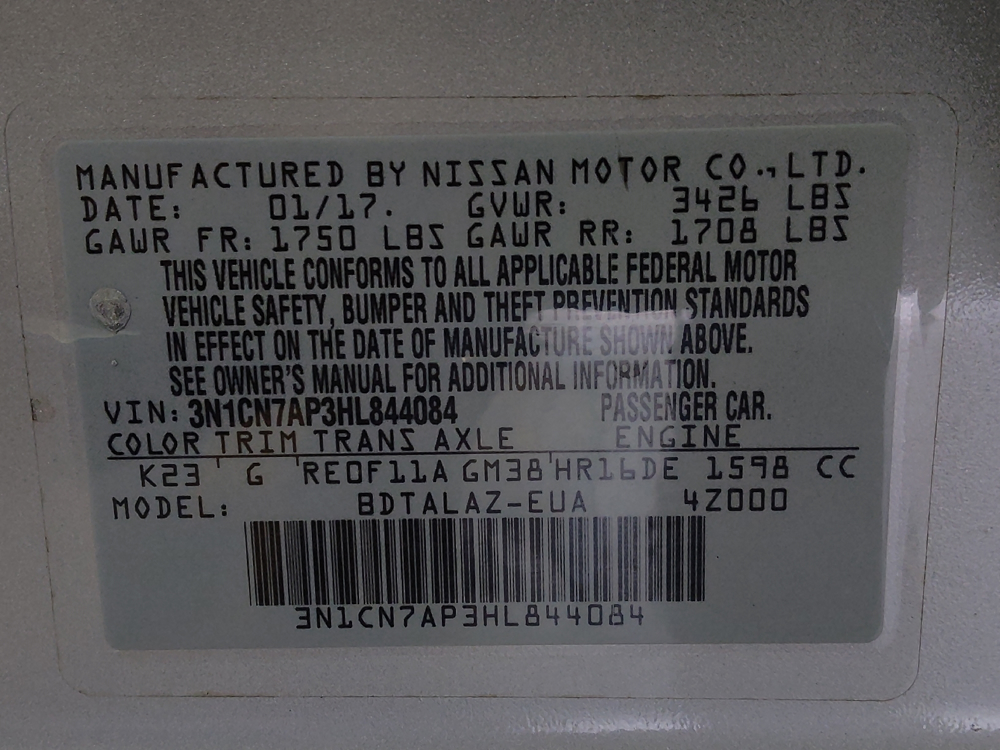 MANUFACTURED BY NISSAN MOTOR CO., LTD.
DATE: 01/17. GVWR: 3426 LBS
GAWR FR: 1750 LBS GAWR RR: 1708 LBS
THIS VEHICLE CONFORMS TO ALL APPLICABLE FEDERAL MOTOR
VEHICLE SAFETY, BUMPER AND THEFT PREVENTION STANDARDS
IN EFFECT ON THE DATE OF MANUFACTURE SHOWN ABOVE.
SEE OWNER'S MANUAL FOR ADDITIONAL INFORMATION.
VIN: 3N1CN7AP3HL844084 PASSENGER CAR.
COLOR TRIM TRANS AXLE ENGINE
K23 ' G ' RE0F11A GM38 ' HR16DE 1598 CC
MODEL: BDTALAZ-EUA 4Z000
3N1CN7AP3HL844084